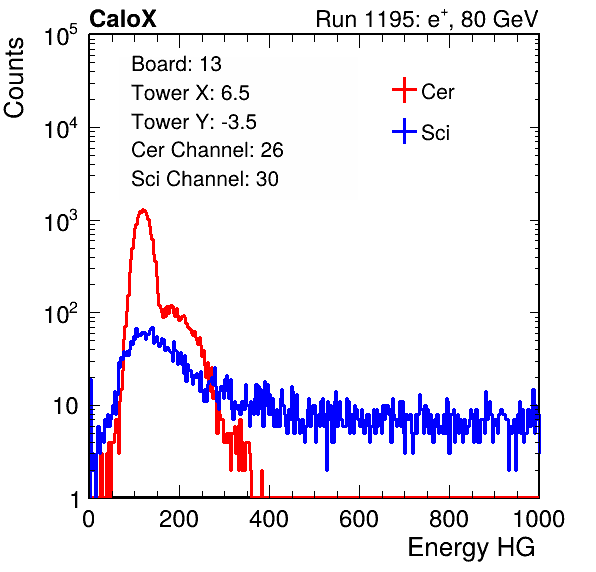 CaloX Run 1195: e⁺, 80 GeV
Board: 13
Tower X: 6.5
Tower Y: -3.5
Cer Channel: 26
Sci Channel: 30
Cer
Sci
Counts
10⁵
10⁴
10³
10²
10
1
0 200 400 600 800 1000
Energy HG